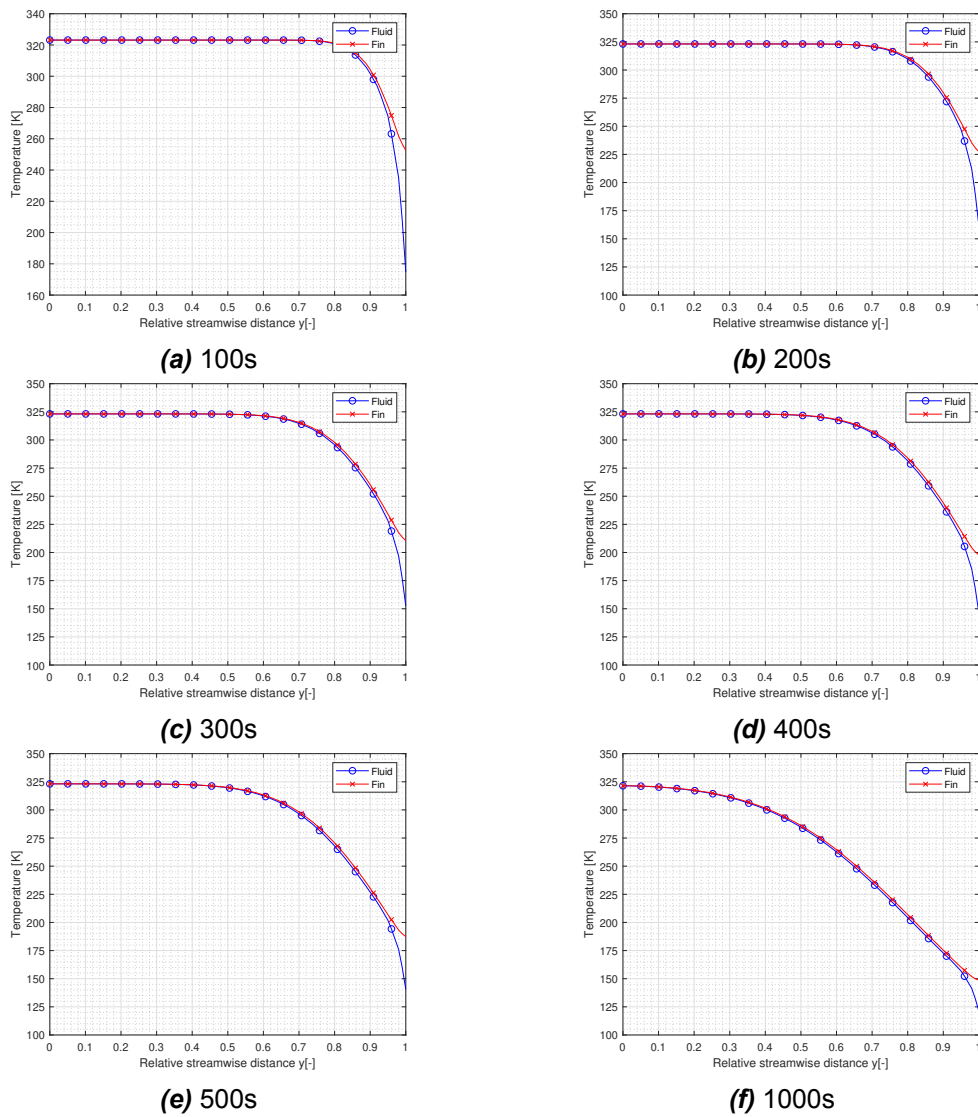 340
320
300
280
260
240
220
200
180
160
Temperature [K]
Fluid
Fin
0 0.1 0.2 0.3 0.4 0.5 0.6 0.7 0.8 0.9 1
Relative streamwise distance y[-]
(a) 100s
350
325
300
275
250
225
200
175
150
125
100
Temperature [K]
Fluid
Fin
0 0.1 0.2 0.3 0.4 0.5 0.6 0.7 0.8 0.9 1
Relative streamwise distance y[-]
(b) 200s
350
325
300
275
250
225
200
175
150
125
100
Temperature [K]
Fluid
Fin
0 0.1 0.2 0.3 0.4 0.5 0.6 0.7 0.8 0.9 1
Relative streamwise distance y[-]
(c) 300s
350
325
300
275
250
225
200
175
150
125
100
Temperature [K]
Fluid
Fin
0 0.1 0.2 0.3 0.4 0.5 0.6 0.7 0.8 0.9 1
Relative streamwise distance y[-]
(d) 400s
350
325
300
275
250
225
200
175
150
125
100
Temperature [K]
Fluid
Fin
0 0.1 0.2 0.3 0.4 0.5 0.6 0.7 0.8 0.9 1
Relative streamwise distance y[-]
(e) 500s
350
325
300
275
250
225
200
175
150
125
100
Temperature [K]
Fluid
Fin
0 0.1 0.2 0.3 0.4 0.5 0.6 0.7 0.8 0.9 1
Relative streamwise distance y[-]
(f) 1000s